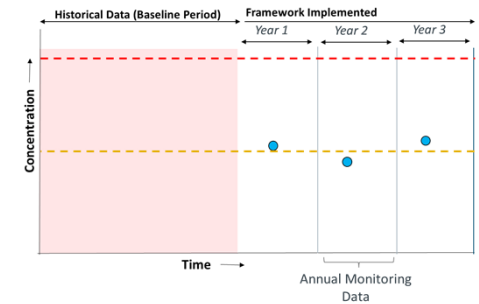 Historical Data (Baseline Period)
Framework Implemented
Year 1
Year 2
Year 3
Concentration
Time
Annual Monitoring
Data